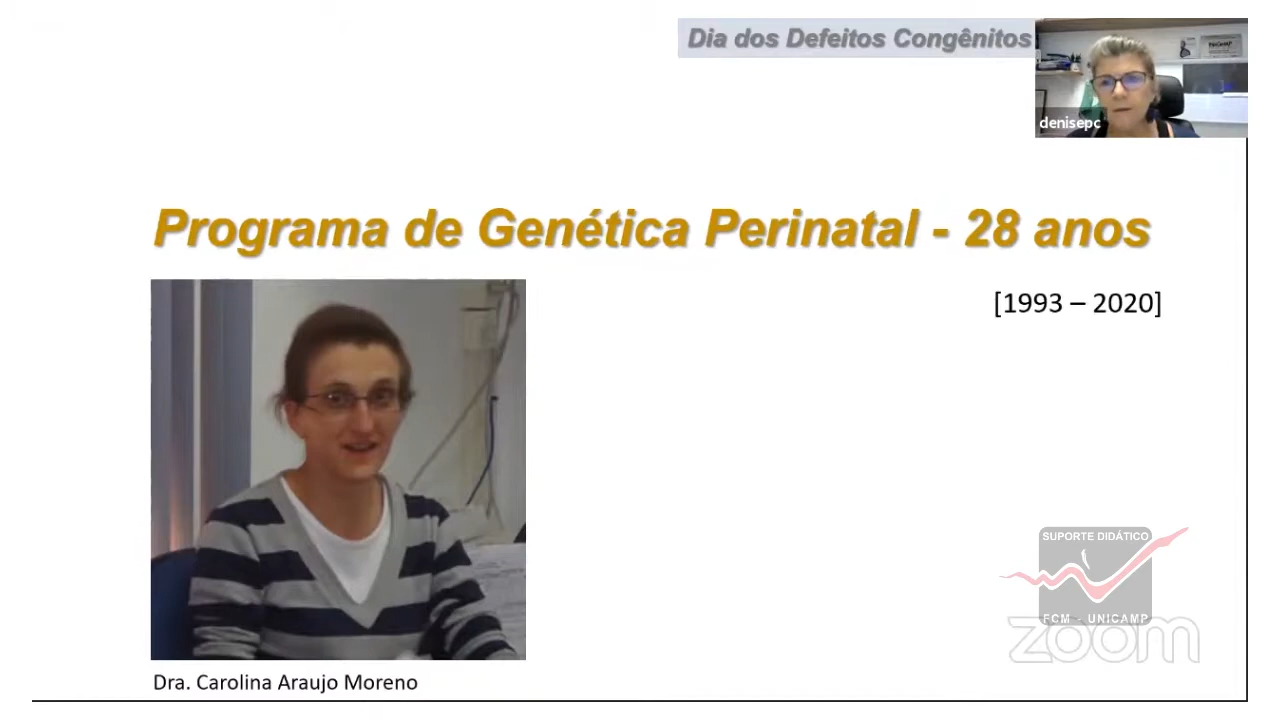 Dia dos Defeitos Congênitos
denisepc
Programa de Genética Perinatal - 28 anos
[1993 – 2020]
SUPORTE DIDÁTICO
FCM - UNICAMP
zoom
Dra. Carolina Araujo Moreno